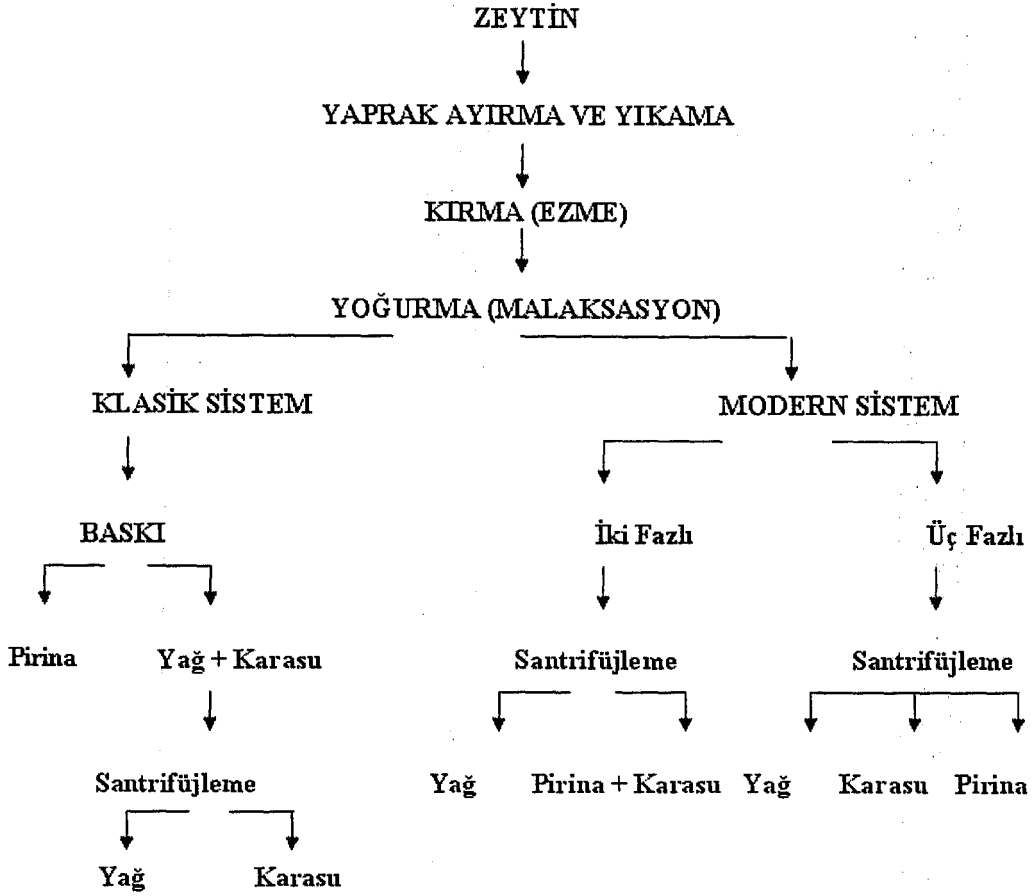 ZEYTİN
YAPRAK AYIRMA VE YIKAMA
KIRMA (EZME)
YOĞURMA (MALAKSASYON)
KLASİK SİSTEM
MODERN SİSTEM
BASKI
İki Fazlı
Üç Fazlı
Pirina
Yağ + Karasu
Santrifüjleme
Santrifüjleme
Santrifüjleme
Yağ
Pirina + Karasu
Yağ
Karasu
Pirina
Yağ
Karasu